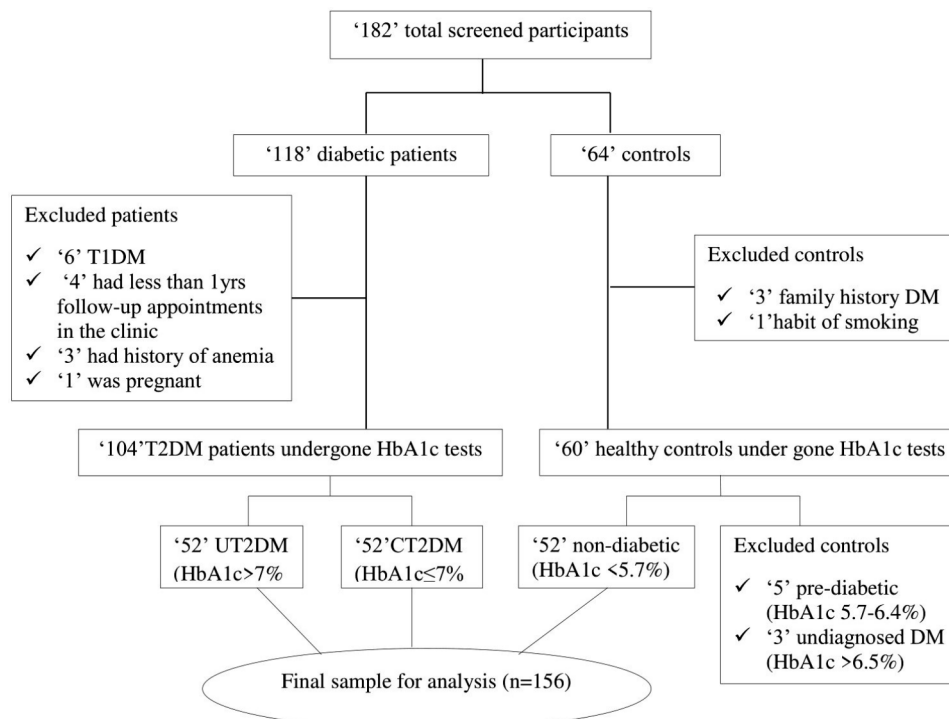 ‘182’ total screened participants
‘118’ diabetic patients
‘64’ controls
Excluded patients
✓ ‘6’ T1DM
✓ ‘4’ had less than 1yrs
follow-up appointments
in the clinic
✓ ‘3’ had history of anemia
✓ ‘1’ was pregnant
Excluded controls
✓ ‘3’ family history DM
✓ ‘1’habit of smoking
‘104’T2DM patients undergone HbA1c tests
‘60’ healthy controls under gone HbA1c tests
‘52’ UT2DM
(HbA1c>7%
‘52’CT2DM
(HbA1c≤7%
‘52’ non-diabetic
(HbA1c <5.7%)
Excluded controls
✓ ‘5’ pre-diabetic
(HbA1c 5.7-6.4%)
✓ ‘3’ undiagnosed DM
(HbA1c >6.5%)
Final sample for analysis (n=156)